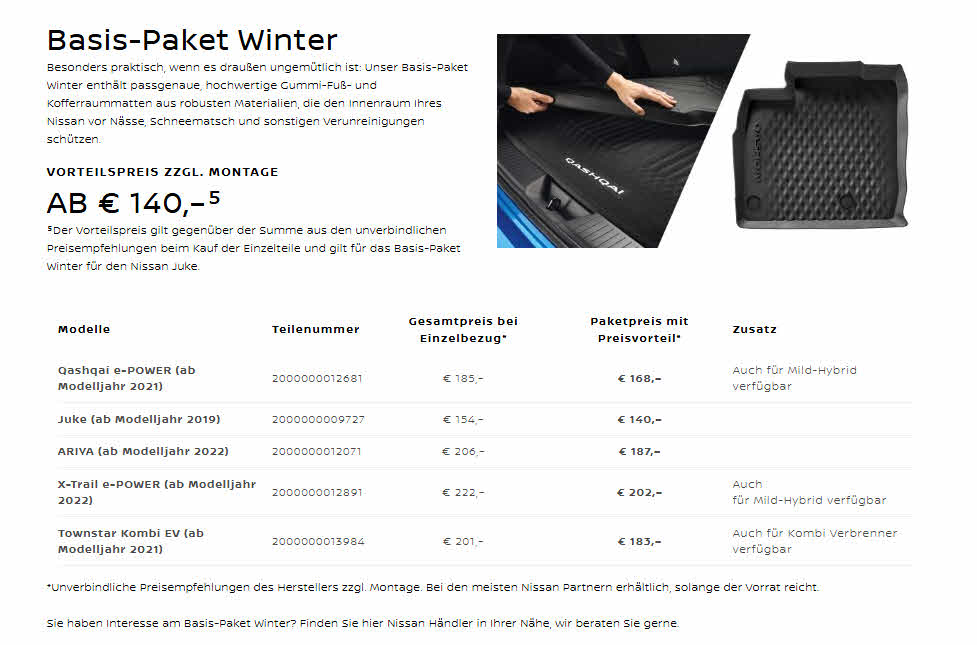 Basis-Paket Winter
Besonders praktisch, wenn es draußen ungemütlich ist: Unser Basis-Paket
Winter enthält passgenaue, hochwertige Gummi-Fuß- und
Kofferraummatten aus robusten Materialien, die den Innenraum Ihres
Nissan vor Nässe, Schneematsch und sonstigen Verunreinigungen
schützen.
VORTEILSPREIS ZZGL. MONTAGE
AB € 140,–⁵
⁵Der Vorteilspreis gilt gegenüber der Summe aus den unverbindlichen
Preisempfehlungen beim Kauf der Einzelteile und gilt für das Basis-Paket
Winter für den Nissan Juke.
QASHQAI
Modelle Teilenummer Gesamtpreis bei Einzelbezug* Paketpreis mit Preisvorteil* Zusatz
Qashqai e-POWER (ab Modelljahr 2021) 2000000012681 € 185,– € 168,– Auch für Mild-Hybrid verfügbar
Juke (ab Modelljahr 2019) 2000000009727 € 154,– € 140,–
ARIYA (ab Modelljahr 2022) 2000000012071 € 206,– € 187,–
X-Trail e-POWER (ab Modelljahr 2022) 2000000012891 € 222,– € 202,– Auch für Mild-Hybrid verfügbar
Townstar Kombi EV (ab Modelljahr 2021) 2000000013984 € 201,– € 183,– Auch für Kombi Verbrenner verfügbar
*Unverbindliche Preisempfehlungen des Herstellers zzgl. Montage. Bei den meisten Nissan Partnern erhältlich, solange der Vorrat reicht.
Sie haben Interesse am Basis-Paket Winter? Finden Sie hier Nissan Händler in Ihrer Nähe, wir beraten Sie gerne.